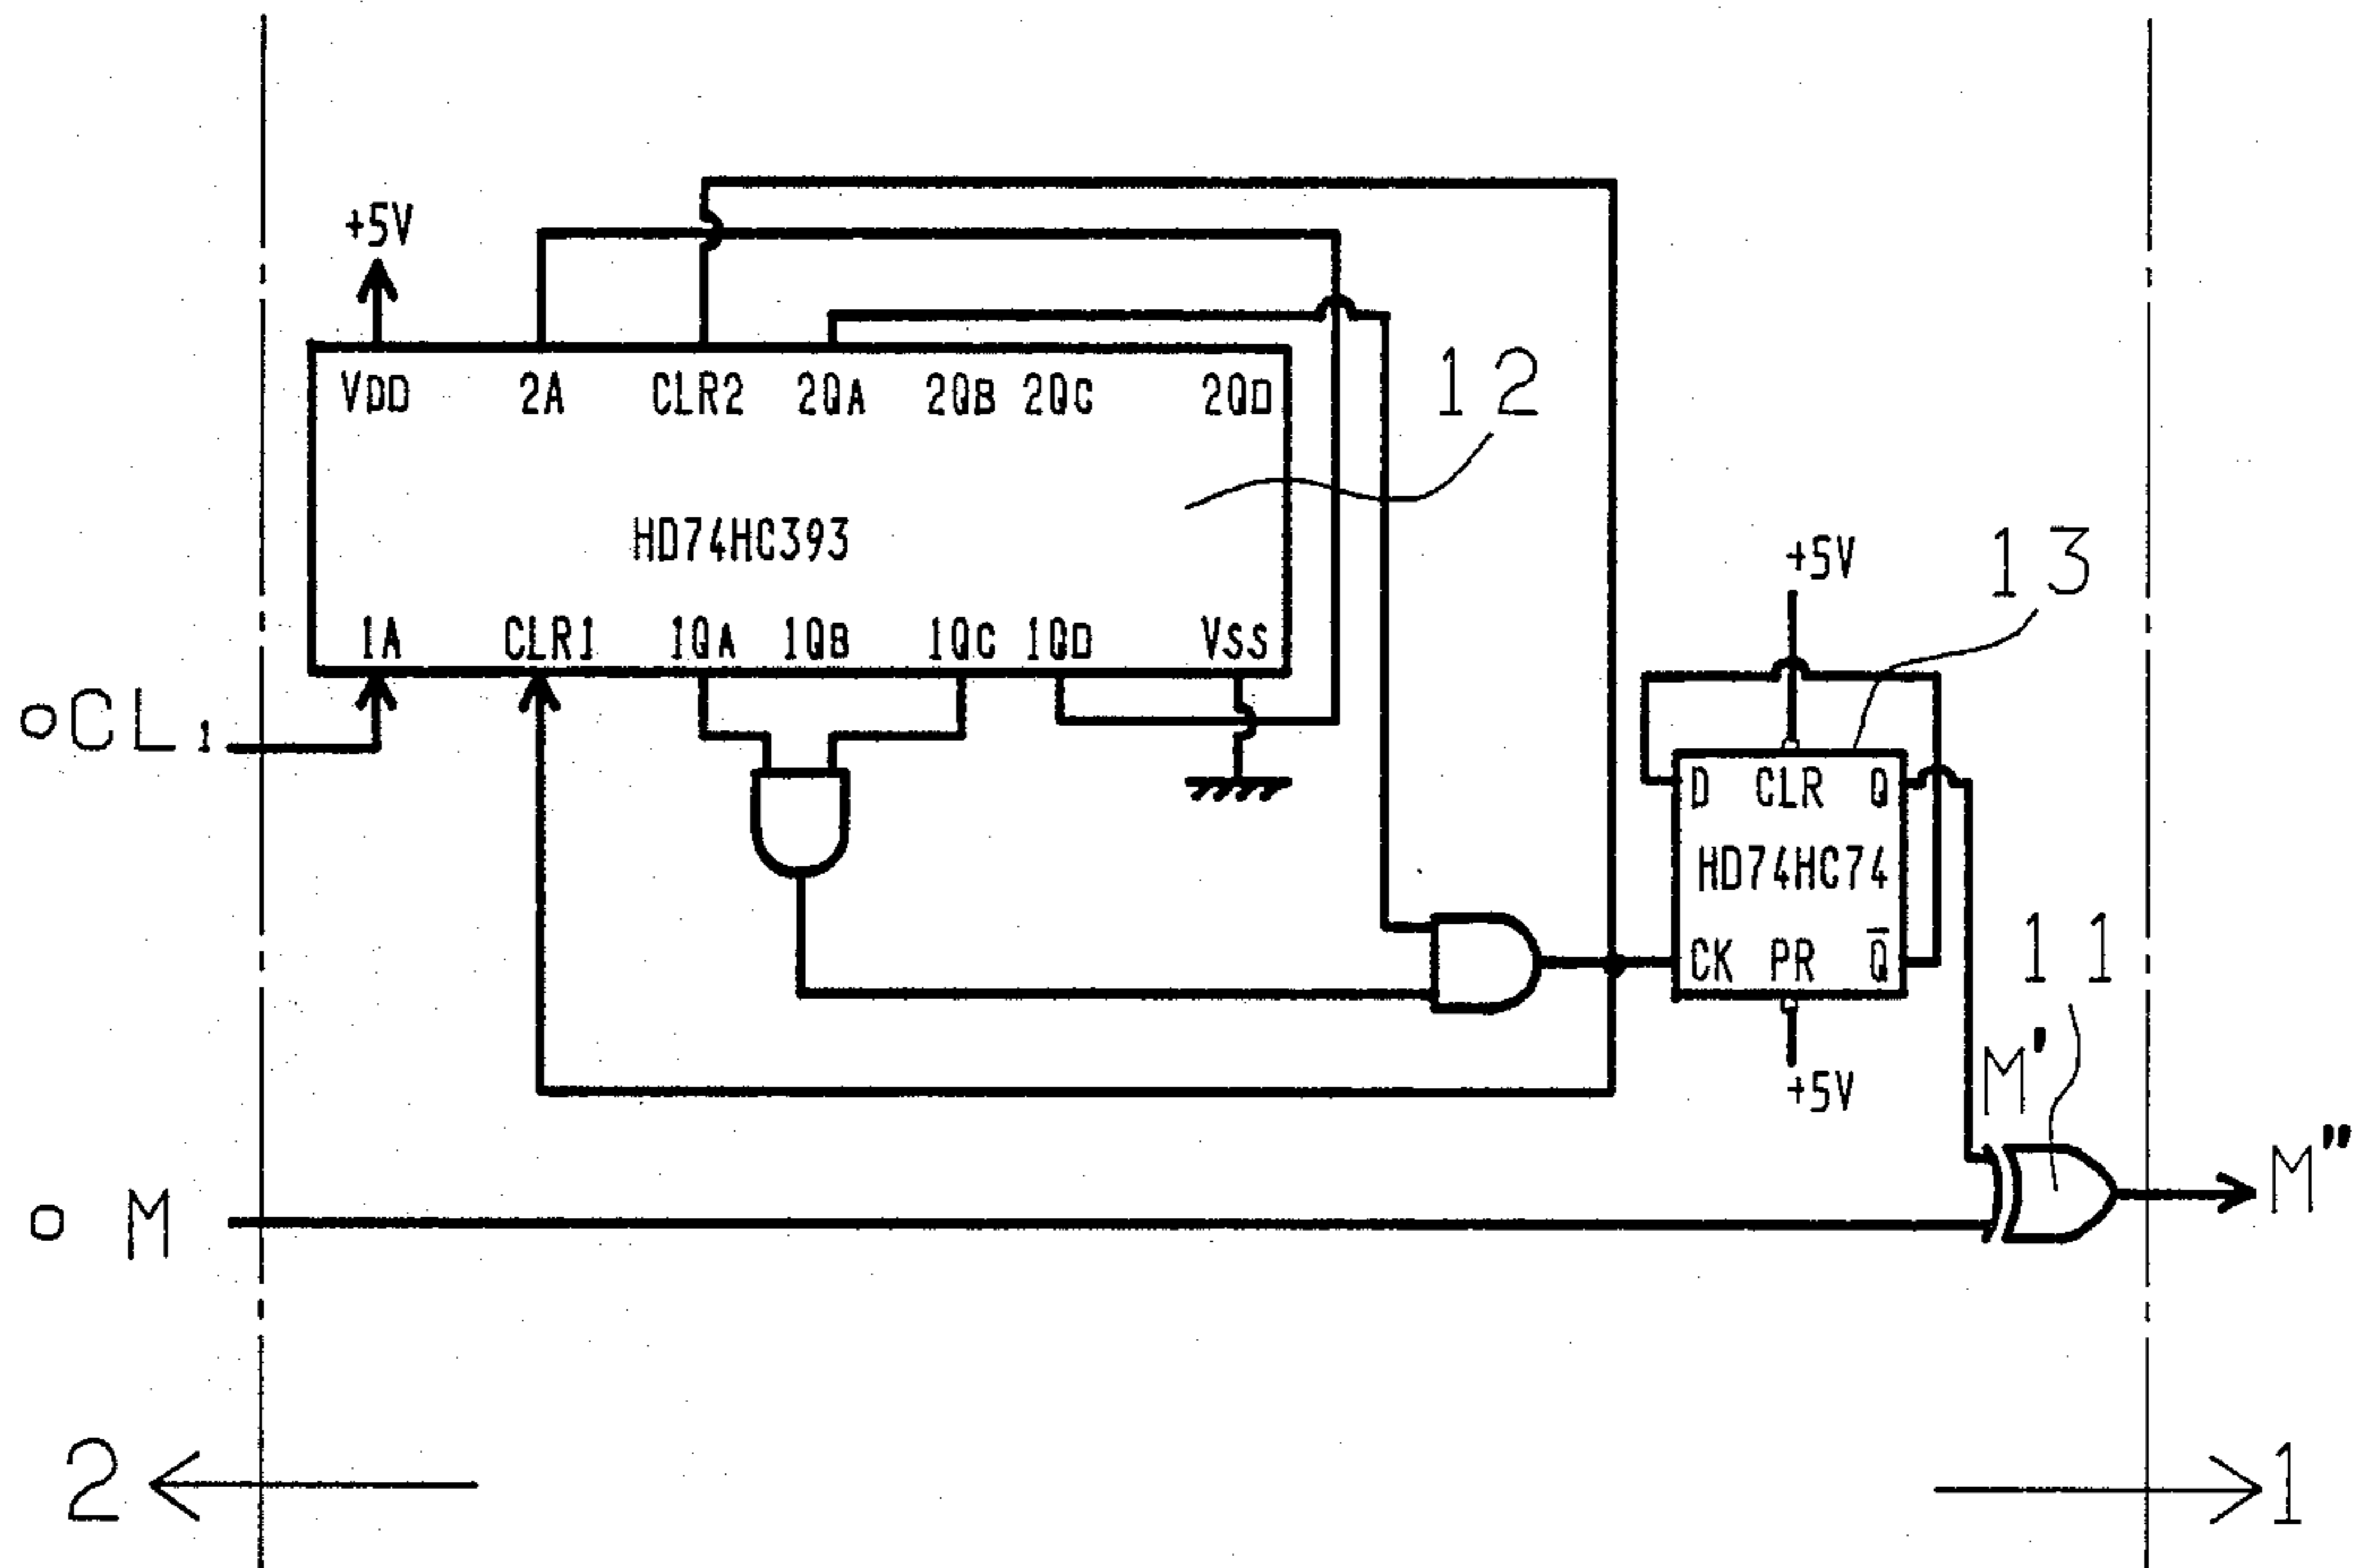 +5V
VDD 2A CLR2 2QA 2QB 2QC 2QD
12
HD74HC393
+5V
13
1A CLR1 1QA 1QB 1QC 1QD VSS
oCL1
D CLR Q
HD74HC74
CK PR Q̅
11
M'
+5V
M"
o M
2
1